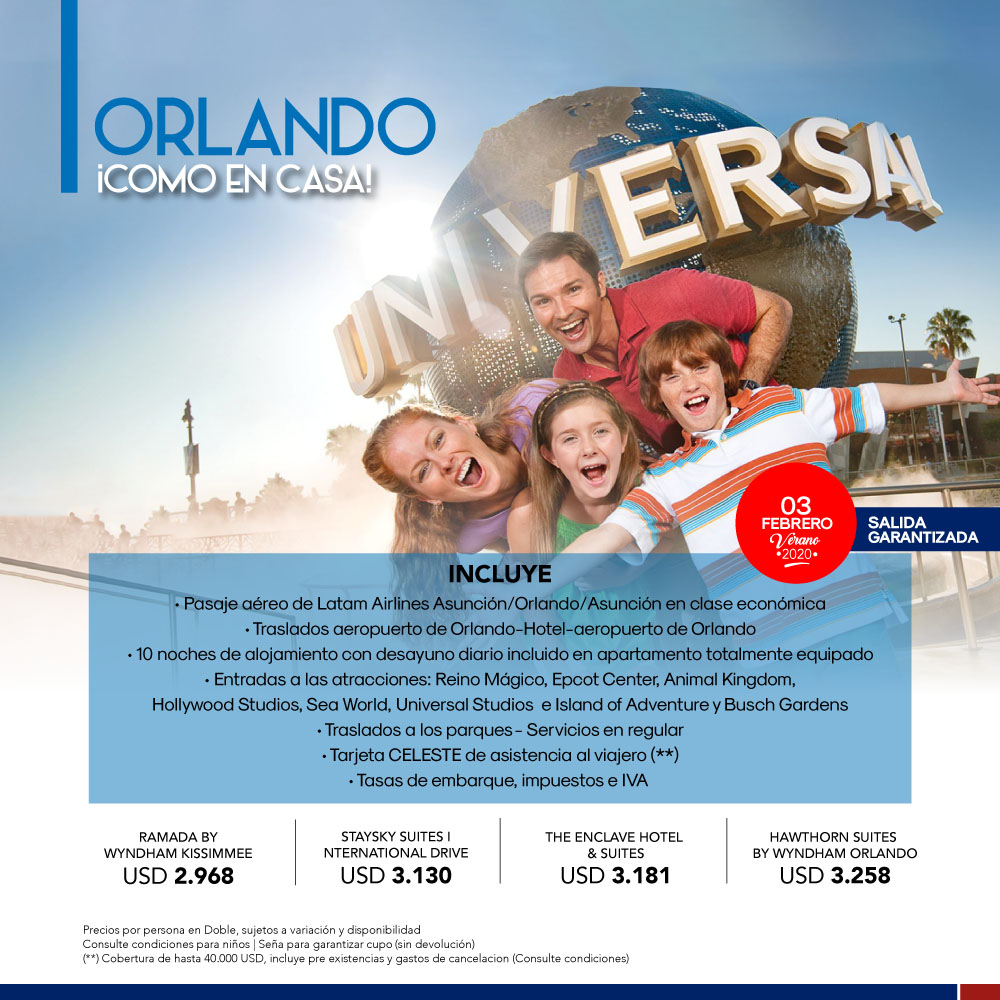 ORLANDO
¡COMO EN CASA!
UNIVERSAL
03
FEBRERO
Verano
•2020•
SALIDA
GARANTIZADA
INCLUYE
• Pasaje aéreo de Latam Airlines Asunción/Orlando/Asunción en clase económica
• Traslados aeropuerto de Orlando-Hotel-aeropuerto de Orlando
• 10 noches de alojamiento con desayuno diario incluido en apartamento totalmente equipado
• Entradas a las atracciones: Reino Mágico, Epcot Center, Animal Kingdom,
Hollywood Studios, Sea World, Universal Studios e Island of Adventure y Busch Gardens
• Traslados a los parques - Servicios en regular
• Tarjeta CELESTE de asistencia al viajero (**)
• Tasas de embarque, impuestos e IVA
RAMADA BY
WYNDHAM KISSIMMEE
USD 2.968
STAYSKY SUITES I
NTERNATIONAL DRIVE
USD 3.130
THE ENCLAVE HOTEL
& SUITES
USD 3.181
HAWTHORN SUITES
BY WYNDHAM ORLANDO
USD 3.258
Precios por persona en Doble, sujetos a variación y disponibilidad
Consulte condiciones para niños | Seña para garantizar cupo (sin devolución)
(**) Cobertura de hasta 40.000 USD, incluye pre existencias y gastos de cancelacion (Consulte condiciones)